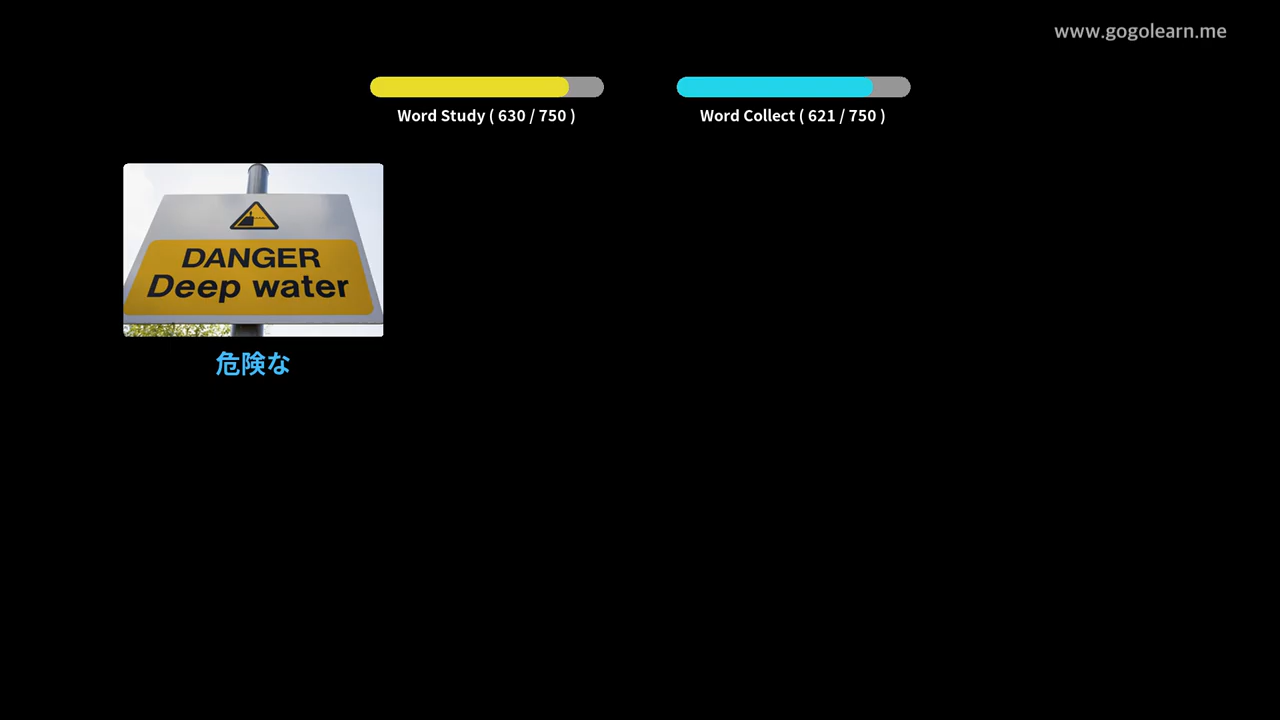 www.gogolearn.me
Word Study ( 630 / 750 )
Word Collect ( 621 / 750 )
DANGER
Deep water
危険な